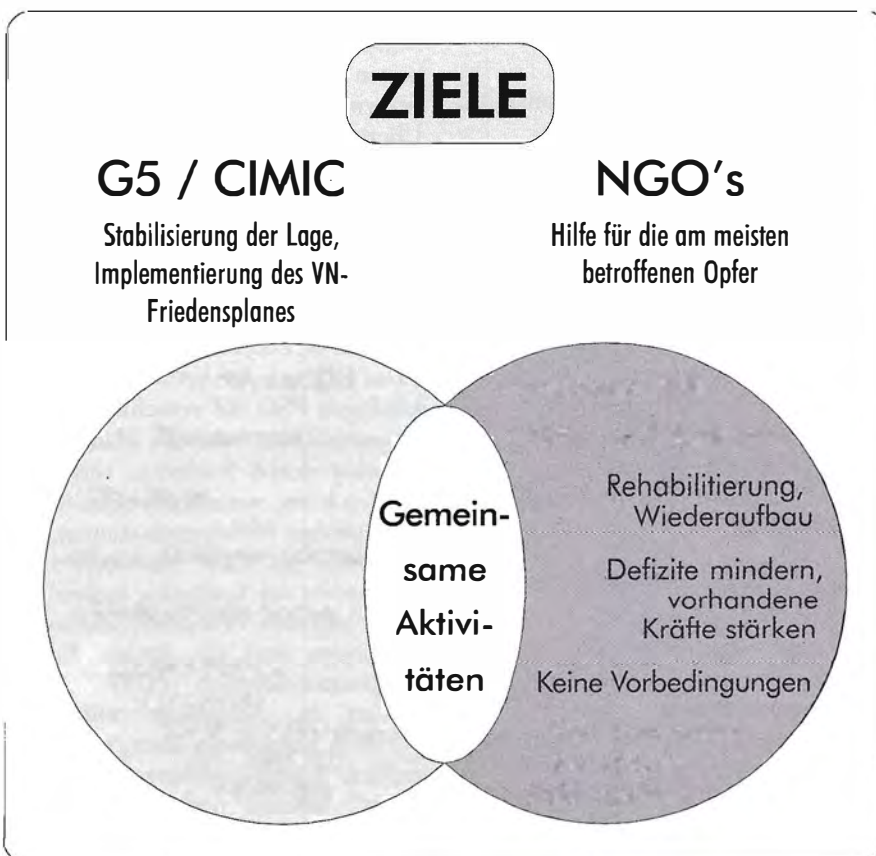 ZIELE
G5 / CIMIC
Stabilisierung der Lage,
Implementierung des VN-
Friedensplanes
NGO's
Hilfe für die am meisten
betroffenen Opfer
Gemein-
same
Aktivi-
täten
Rehabilitierung,
Wiederaufbau
Defizite mindern,
vorhandene
Kräfte stärken
Keine Vorbedingungen